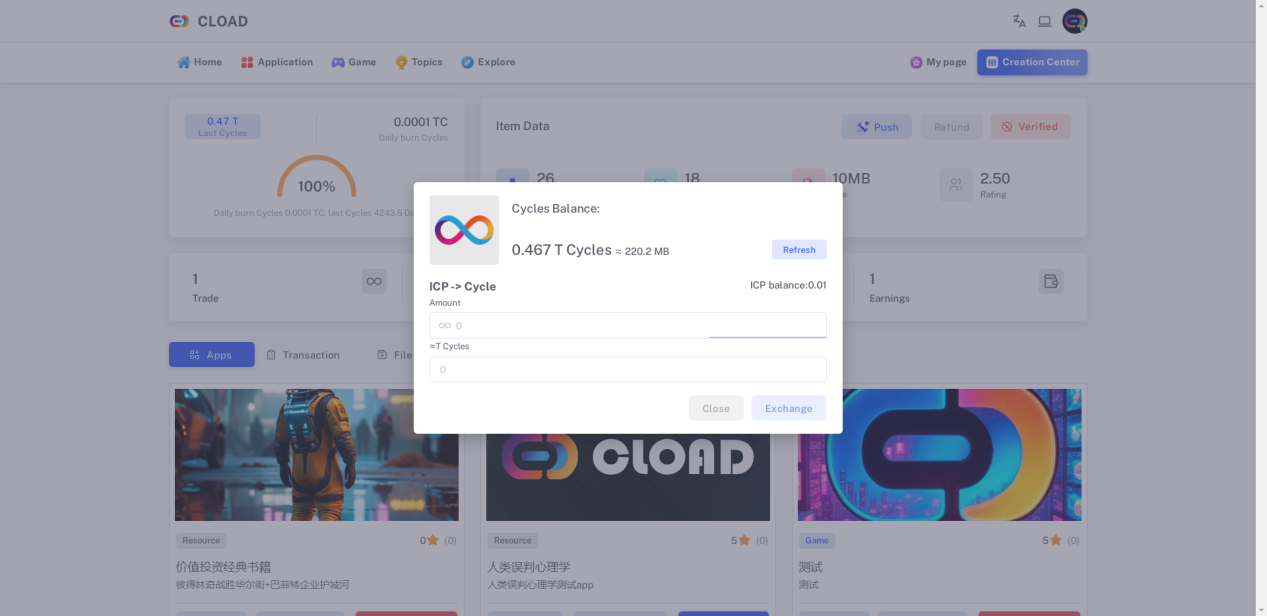 CLOAD
Home
Application
Game
Topics
Explore
My page
Creation Center
0.47 T
Last Cycles
0.0001 TC
Daily burn Cycles
100%
Daily burn Cycles 0.0001 TC, last Cycles 4243.5 Da
Item Data
Push
Refund
Verified
26
18
10MB
2.50
Rating
1
Trade
1
Earnings
Cycles Balance:
0.467 T Cycles ≈ 220.2 MB
Refresh
ICP -> Cycle
ICP balance:0.01
Amount
0
≈T Cycles
0
Close
Exchange
Apps
Transaction
File
CLOAD
Resource
0 (0)
价值投资经典书籍
彼得林奇战胜华尔街+巴菲特企业护城河
Resource
5 (0)
人类误判心理学
人类误判心理学测试app
Game
5 (0)
测试
测试